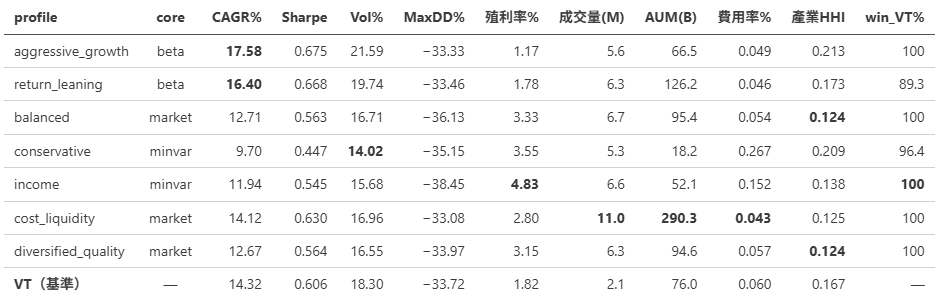 profile core CAGR% Sharpe Vol% MaxDD% 殖利率% 成交量(M) AUM(B) 費用率% 產業HHI win_VT%
aggressive_growth beta 17.58 0.675 21.59 −33.33 1.17 5.6 66.5 0.049 0.213 100
return_leaning beta 16.40 0.668 19.74 −33.46 1.78 6.3 126.2 0.046 0.173 89.3
balanced market 12.71 0.563 16.71 −36.13 3.33 6.7 95.4 0.054 0.124 100
conservative minvar 9.70 0.447 14.02 −35.15 3.55 5.3 18.2 0.267 0.209 96.4
income minvar 11.94 0.545 15.68 −38.45 4.83 6.6 52.1 0.152 0.138 100
cost_liquidity market 14.12 0.630 16.96 −33.08 2.80 11.0 290.3 0.043 0.125 100
diversified_quality market 12.67 0.564 16.55 −33.97 3.15 6.3 94.6 0.057 0.124 100
VT（基準） — 14.32 0.606 18.30 −33.72 1.82 2.1 76.0 0.060 0.167 —